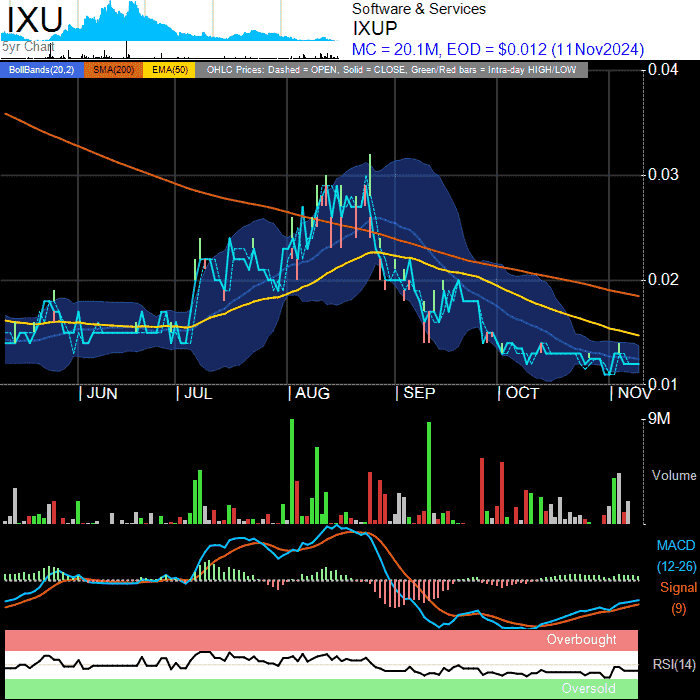 IXU
5yr Chart
Software & Services
IXUP
MC = 20.1M, EOD = $0.012 (11Nov2024)
BollBands(20,2) SMA(200) EMA(50) OHLC Prices: Dashed = OPEN, Solid = CLOSE, Green/Red bars = Intra-day HIGH/LOW
0.04
0.03
0.02
0.01
JUN JUL AUG SEP OCT NOV
9M
Volume
MACD
(12-26)
Signal
(9)
Overbought
RSI(14)
Oversold